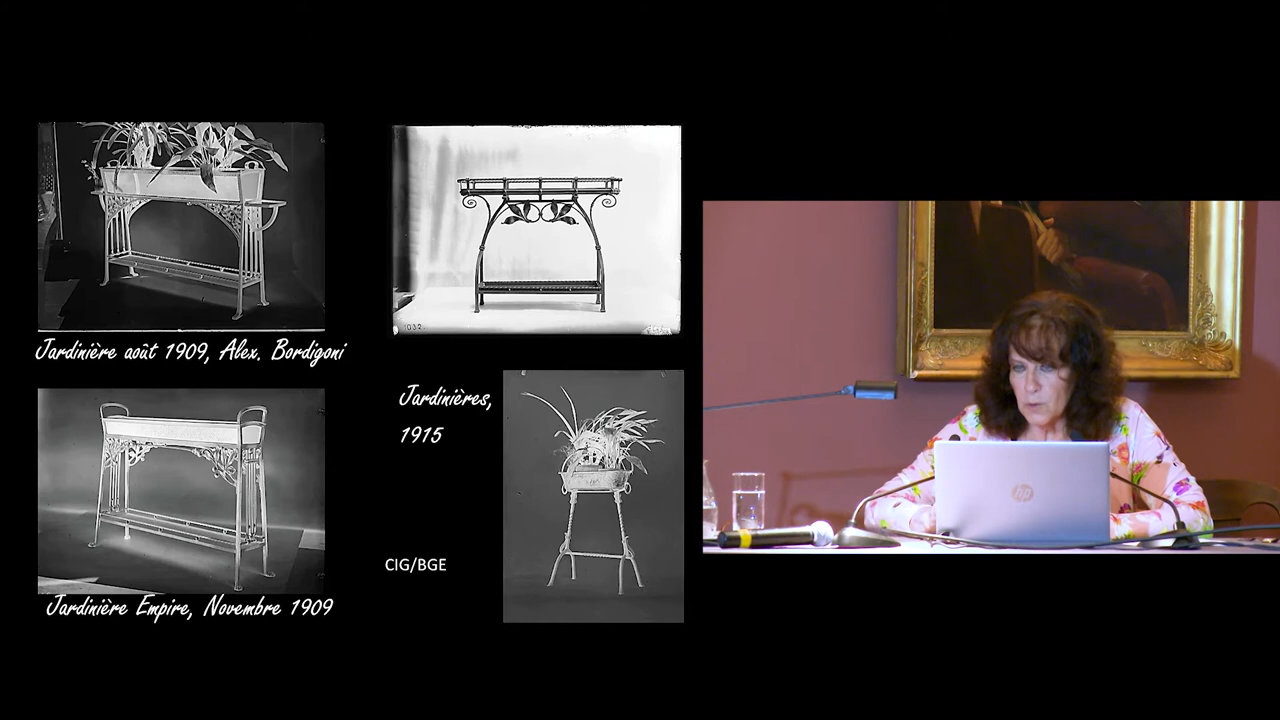 Jardinière août 1909, Alex. Bordigoni
1032.
Jardinières,
1915
CIG/BGE
Jardinière Empire, Novembre 1909
hp